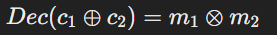 Dec(c₁ ⊕ c₂) = m₁ ⊗ m₂